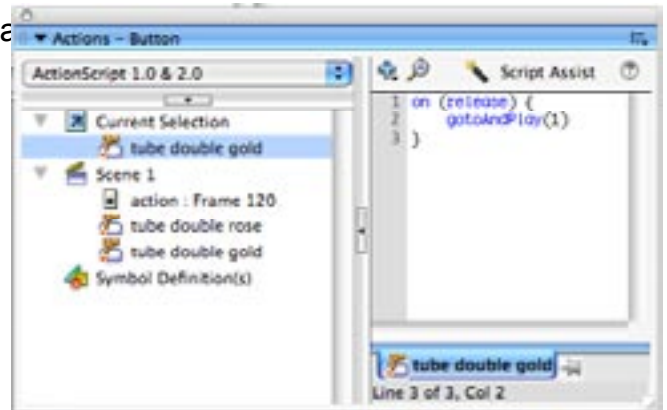 a
Actions – Button
ActionScript 1.0 & 2.0
Current Selection
tube double gold
Scene 1
action : Frame 120
tube double rose
tube double gold
Symbol Definition(s)
Script Assist
1 on (release) {
2 gotoAndPlay(1)
3 }
tube double gold
Line 3 of 3, Col 2